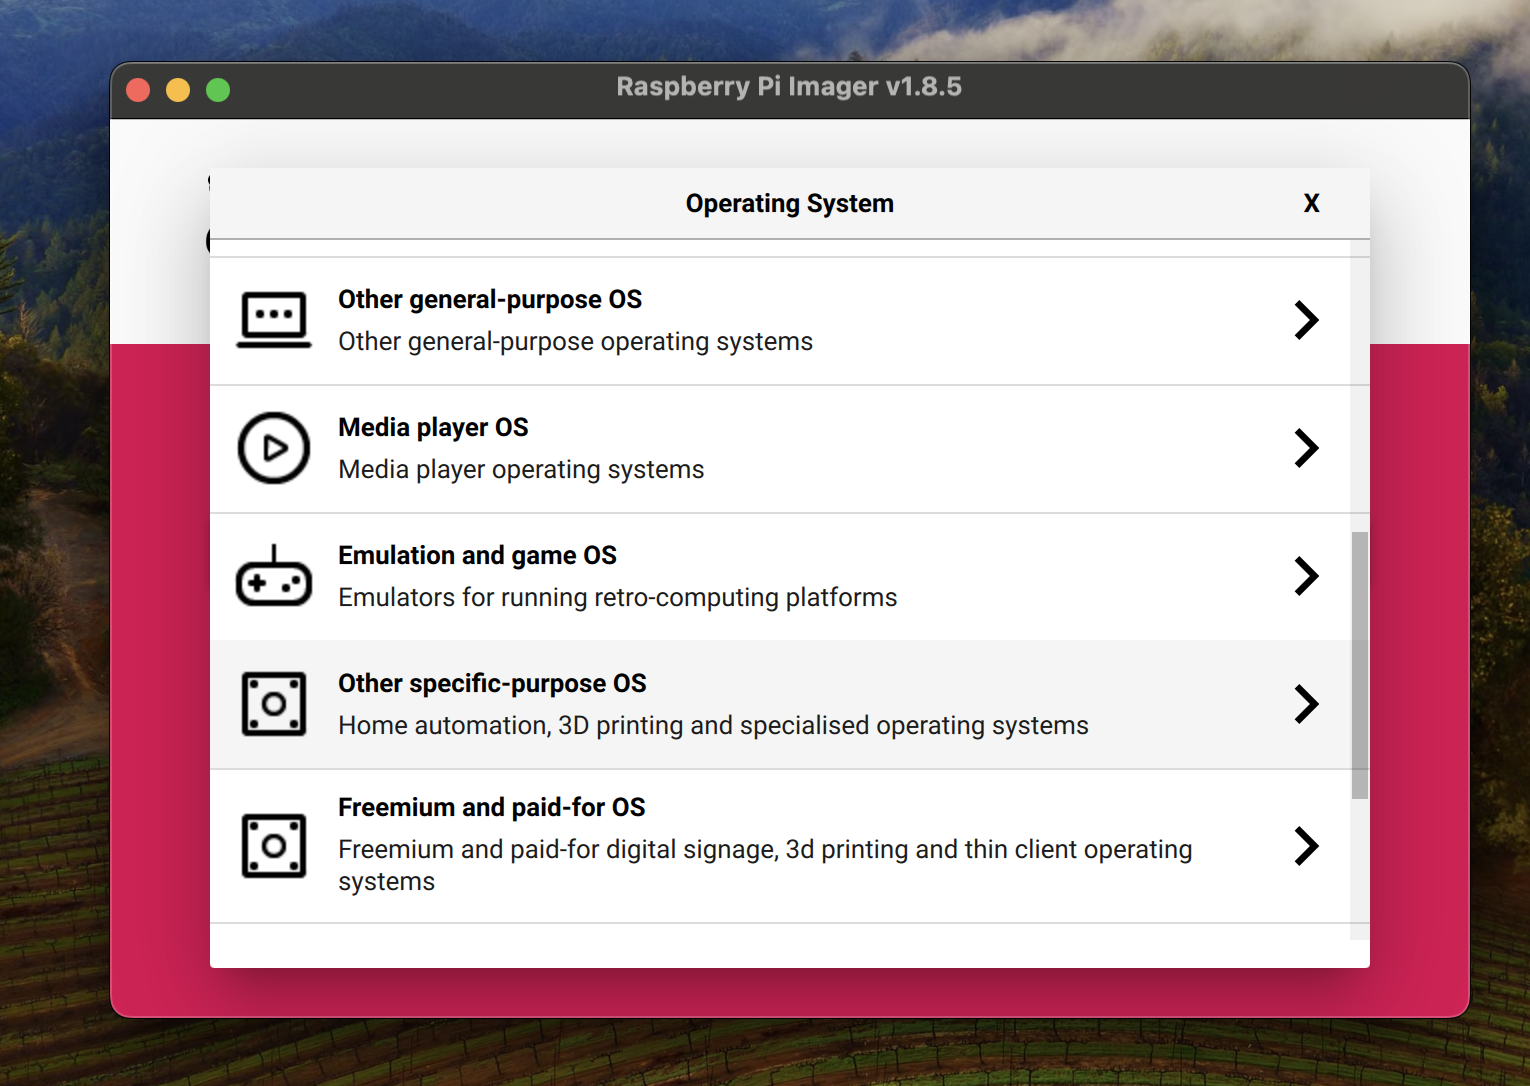 Raspberry Pi Imager v1.8.5
Operating System X
Other general-purpose OS
Other general-purpose operating systems
Media player OS
Media player operating systems
Emulation and game OS
Emulators for running retro-computing platforms
Other specific-purpose OS
Home automation, 3D printing and specialised operating systems
Freemium and paid-for OS
Freemium and paid-for digital signage, 3d printing and thin client operating
systems